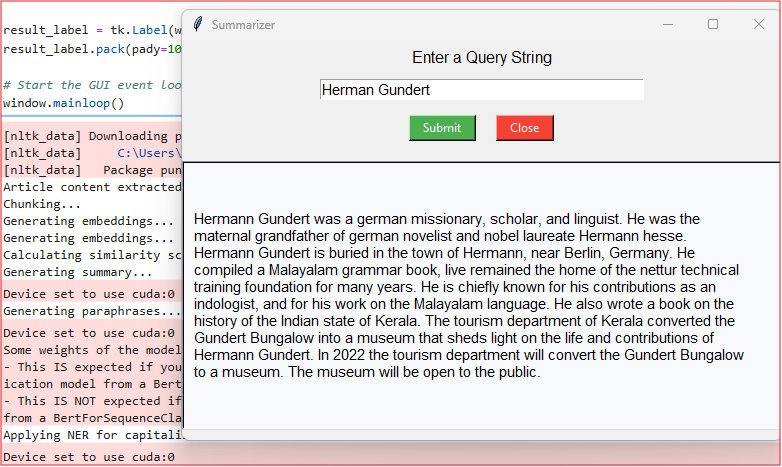 result_label = tk.Label(w
result_label.pack(pady=10
# Start the GUI event loo
window.mainloop()
[nltk_data] Downloading p
[nltk_data]     C:\Users\
[nltk_data]   Package pun
Article content extracted
Chunking...
Generating embeddings...
Generating embeddings...
Calculating similarity sc
Generating summary...
Device set to use cuda:0
Generating paraphrases...
Device set to use cuda:0
Some weights of the model
- This IS expected if you
ication model from a Bert
- This IS NOT expected if
from a BertForSequenceCla
Applying NER for capitali
Device set to use cuda:0
Summarizer
Enter a Query String
Herman Gundert
Submit Close
Hermann Gundert was a german missionary, scholar, and linguist. He was the
maternal grandfather of german novelist and nobel laureate Hermann hesse.
Hermann Gundert is buried in the town of Hermann, near Berlin, Germany. He
compiled a Malayalam grammar book, live remained the home of the nettur technical
training foundation for many years. He is chiefly known for his contributions as an
indologist, and for his work on the Malayalam language. He also wrote a book on the
history of the Indian state of Kerala. The tourism department of Kerala converted the
Gundert Bungalow into a museum that sheds light on the life and contributions of
Hermann Gundert. In 2022 the tourism department will convert the Gundert Bungalow
to a museum. The museum will be open to the public.